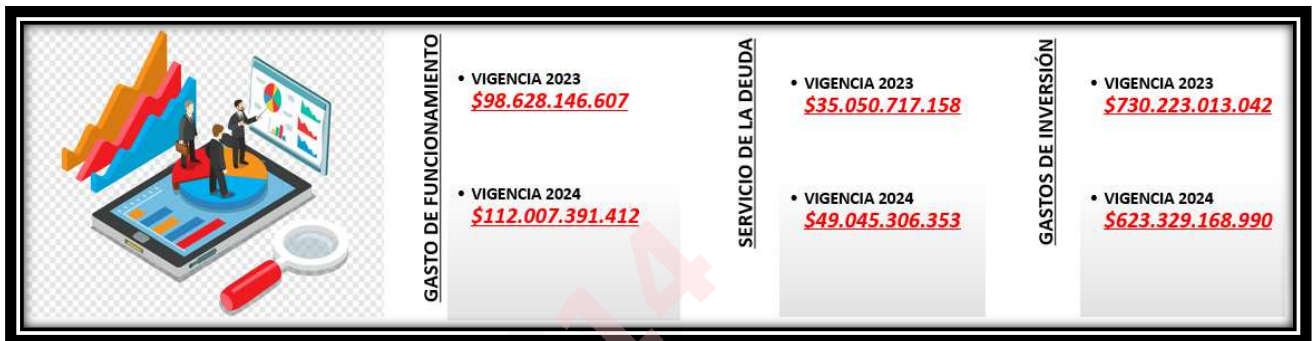 GASTO DE FUNCIONAMIENTO
• VIGENCIA 2023
$98.628.146.607
• VIGENCIA 2024
$112.007.391.412
SERVICIO DE LA DEUDA
• VIGENCIA 2023
$35.050.717.158
• VIGENCIA 2024
$49.045.306.353
GASTOS DE INVERSIÓN
• VIGENCIA 2023
$730.223.013.042
• VIGENCIA 2024
$623.329.168.990